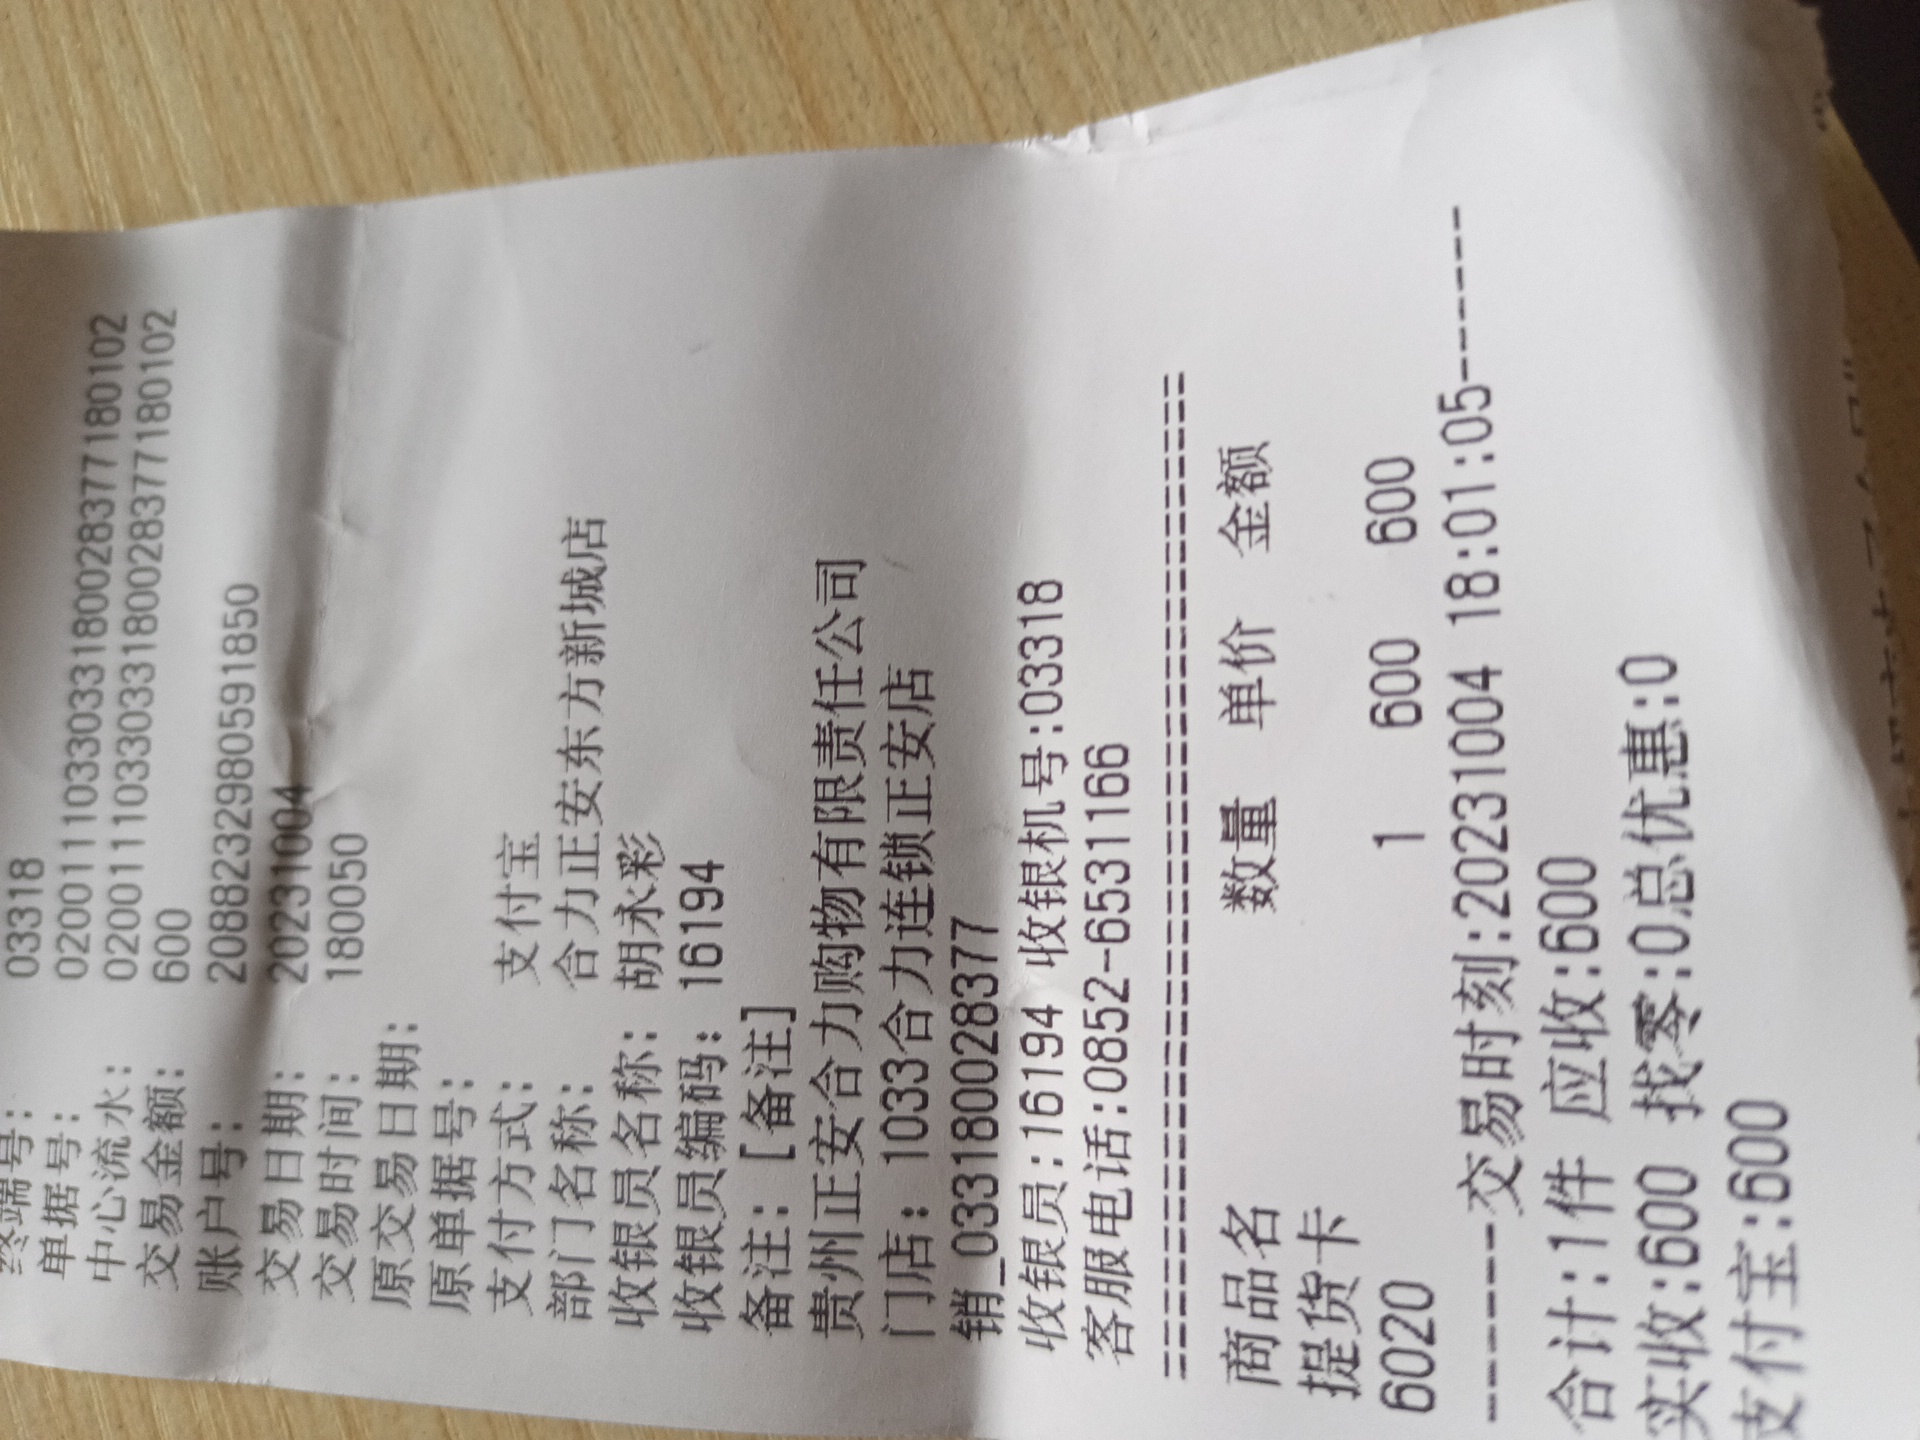 终端号： 03318
单据号： 020011103303318002837718010​2
中心流水： 0200111033033180028377180102
交易金额： 600
账户号： 2088232980591850
交易日期： 20231004
交易时间： 180050
原交易日期：
原单据号：
支付方式： 支付宝
部门名称： 合力正安东方新城店
收银员名称： 胡永彩
收银员编码： 16194
备注：[备注]
贵州正安合力购物有限责任公司
门店：1033合力连锁正安店
销_033180028377
收银员:16194 收银机号:03318
客服电话:0852-6531166
================================
商品名 数量 单价 金额
提货卡
6020 1 600 600
-------交易时刻:20231004 18:01:05-------
合计:1件 应收:600
实收:600 找零:0总优惠:0
支付宝:600